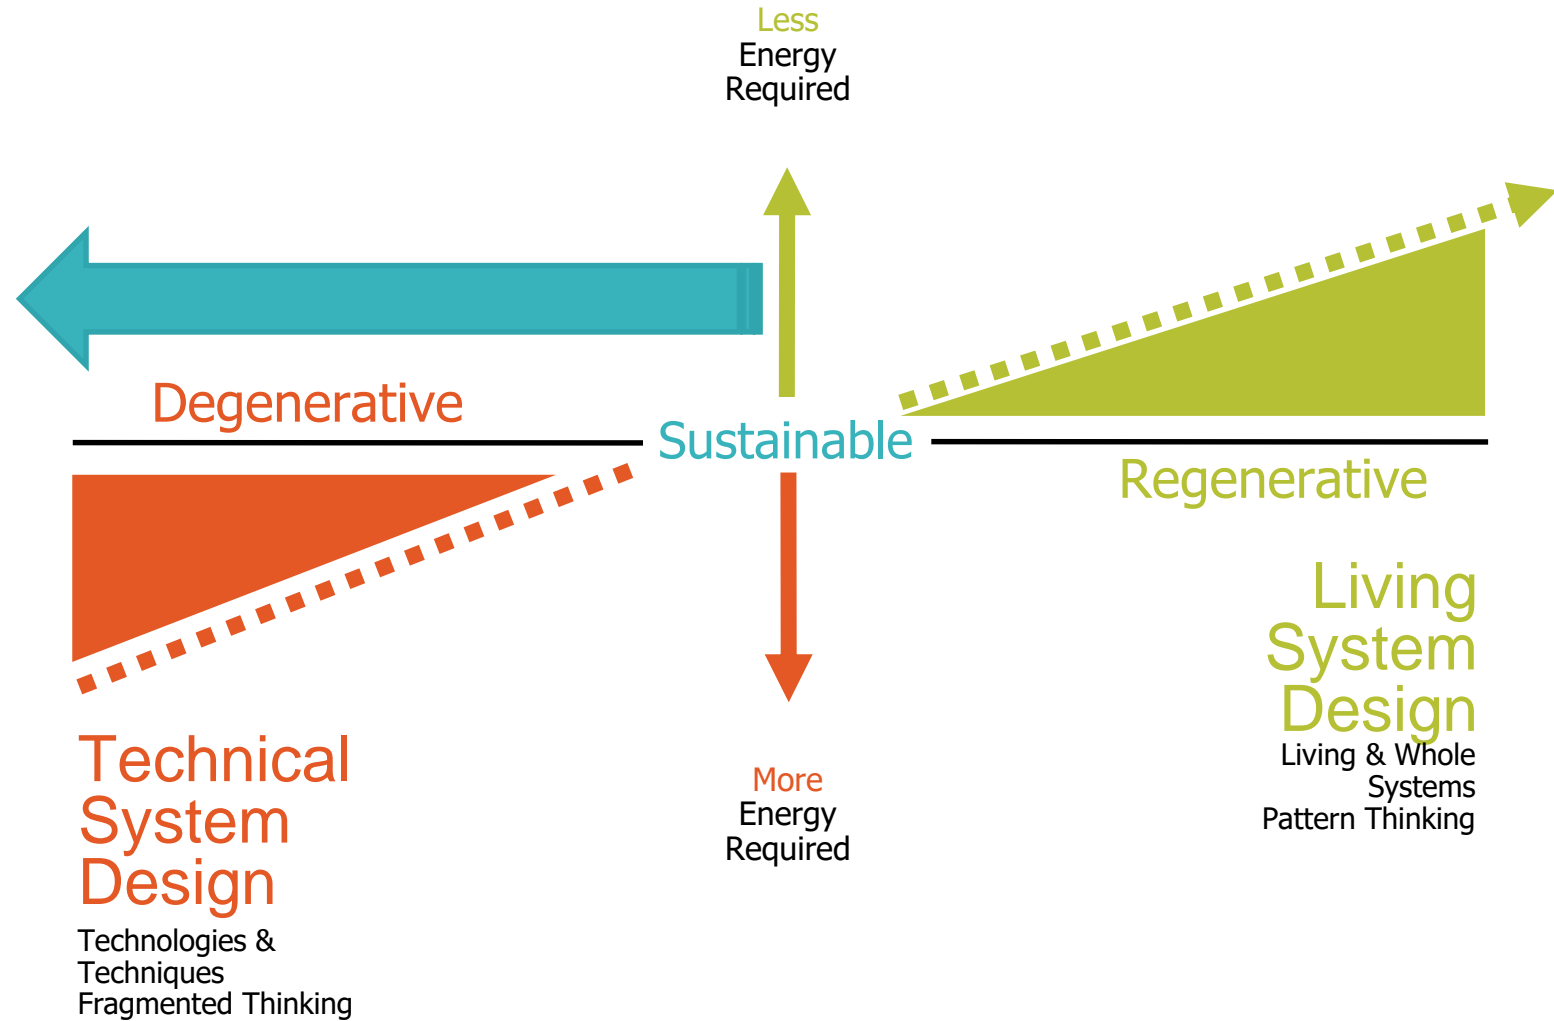 Less
Energy
Required
Degenerative
Sustainable
Regenerative
Living
System
Design
Living & Whole
Systems
Pattern Thinking
Technical
System
Design
Technologies &
Techniques
Fragmented Thinking
More
Energy
Required